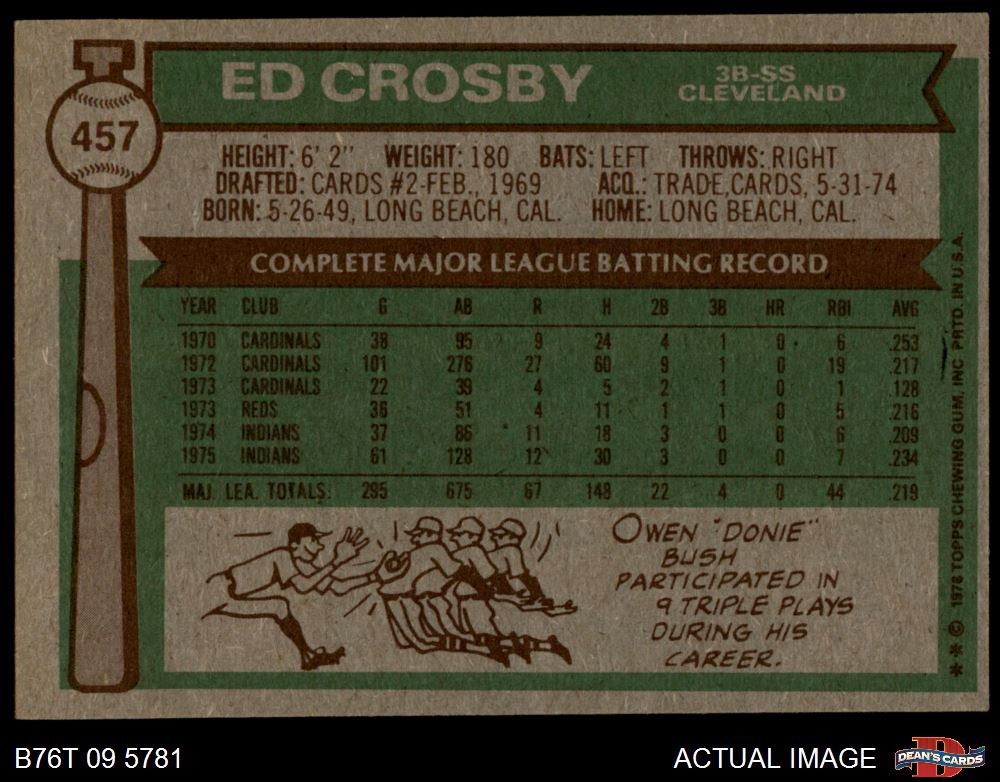 457
ED CROSBY
3B-SS
CLEVELAND
HEIGHT: 6' 2" WEIGHT: 180 BATS: LEFT THROWS: RIGHT
DRAFTED: CARDS #2-FEB., 1969 ACQ.: TRADE, CARDS, 5-31-74
BORN: 5-26-49, LONG BEACH, CAL. HOME: LONG BEACH, CAL.
COMPLETE MAJOR LEAGUE BATTING RECORD
YEAR CLUB G AB R H 2B 3B HR RBI AVG
1970 CARDINALS 38 95 9 24 4 1 0 6 .253
1972 CARDINALS 101 276 27 60 9 1 0 19 .217
1973 CARDINALS 22 39 4 5 2 1 0 1 .128
1973 REDS 36 51 4 11 1 1 0 5 .216
1974 INDIANS 37 86 11 18 3 0 0 6 .209
1975 INDIANS 61 128 12 30 3 0 0 7 .234
MAJ. LEA. TOTALS: 295 675 67 148 22 4 0 44 .219
OWEN "DONIE"
BUSH
PARTICIPATED IN
9 TRIPLE PLAYS
DURING HIS
CAREER.
** © 1976 TOPPS CHEWING GUM, INC. PRTD. IN U.S.A.
B76T 09 5781
ACTUAL IMAGE
D
DEAN'S CARDS